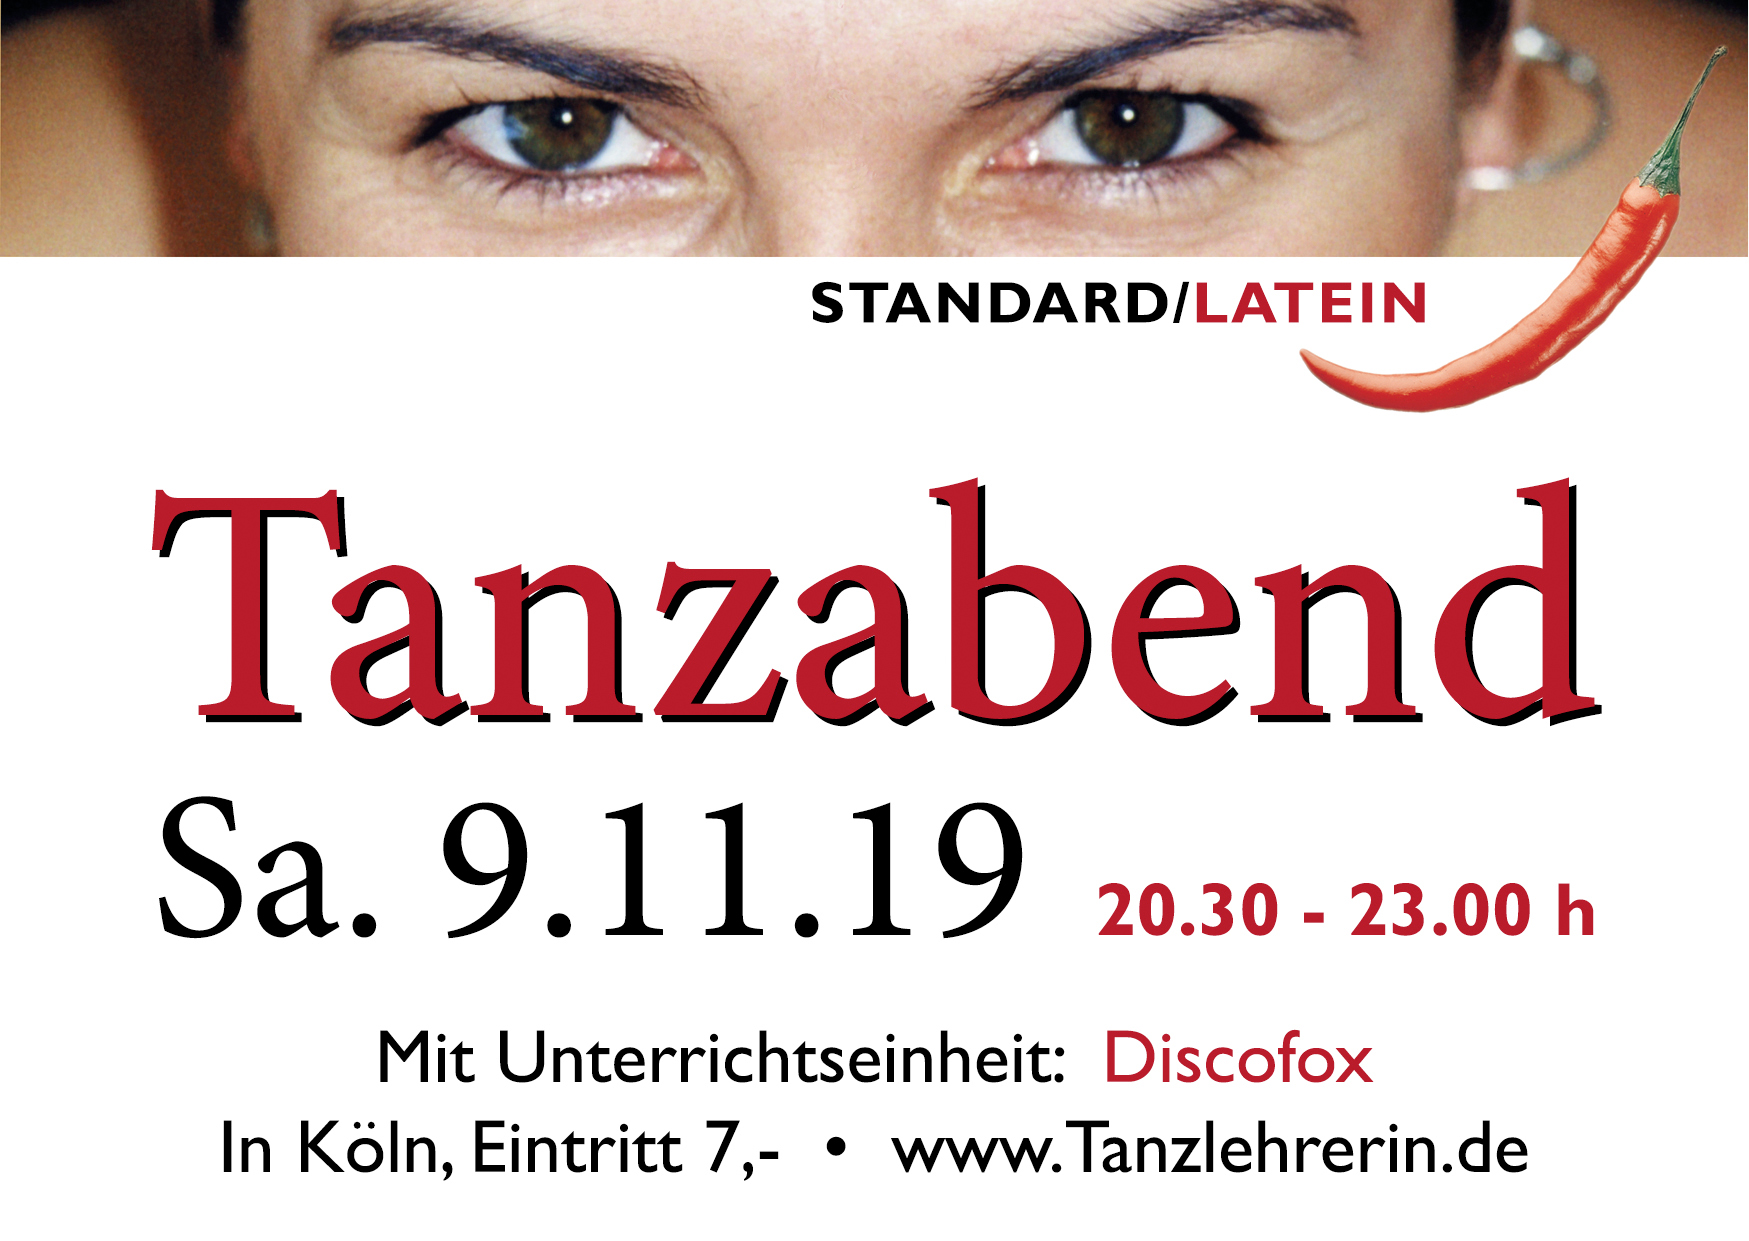 STANDARD/LATEIN
Tanzabend
Sa. 9.11.19 20.30 - 23.00 h
Mit Unterrichtseinheit: Discofox
In Köln, Eintritt 7,- • www.Tanzlehrerin.de